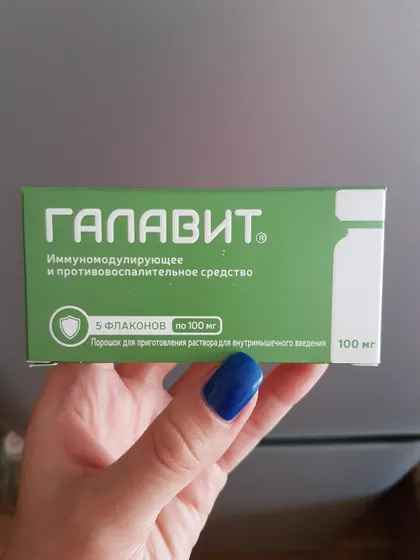 ГАЛАВИТ®
Иммуномодулирующее
и противовоспалительное средство
5 ФЛАКОНОВ по 100 мг
Порошок для приготовления раствора для внутримышечного введения
100 мг